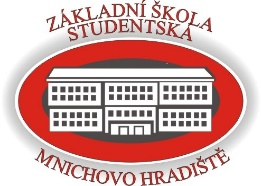 ZÁKLADNÍ ŠKOLA
STUDENTSKÁ
MNICHOVO HRADIŠTĚ